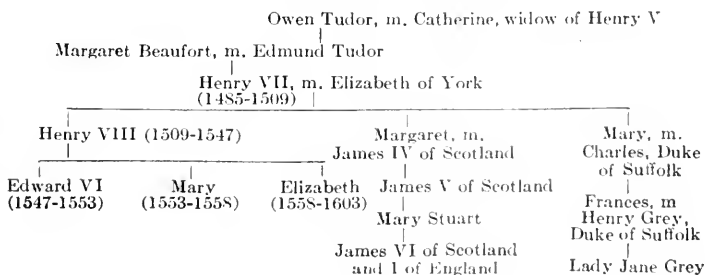 Owen Tudor, m. Catherine, widow of Henry V
Margaret Beaufort, m. Edmund Tudor
Henry VII, m. Elizabeth of York
(1485-1509)
Henry VIII (1509-1547)
Margaret, m.
James IV of Scotland
Mary, m.
Charles, Duke
of Suffolk
Edward VI
(1547-1553)
Mary
(1553-1558)
Elizabeth
(1558-1603)
James V of Scotland
Mary Stuart
James VI of Scotland
and I of England
Frances, m
Henry Grey,
Duke of Suffolk
Lady Jane Grey